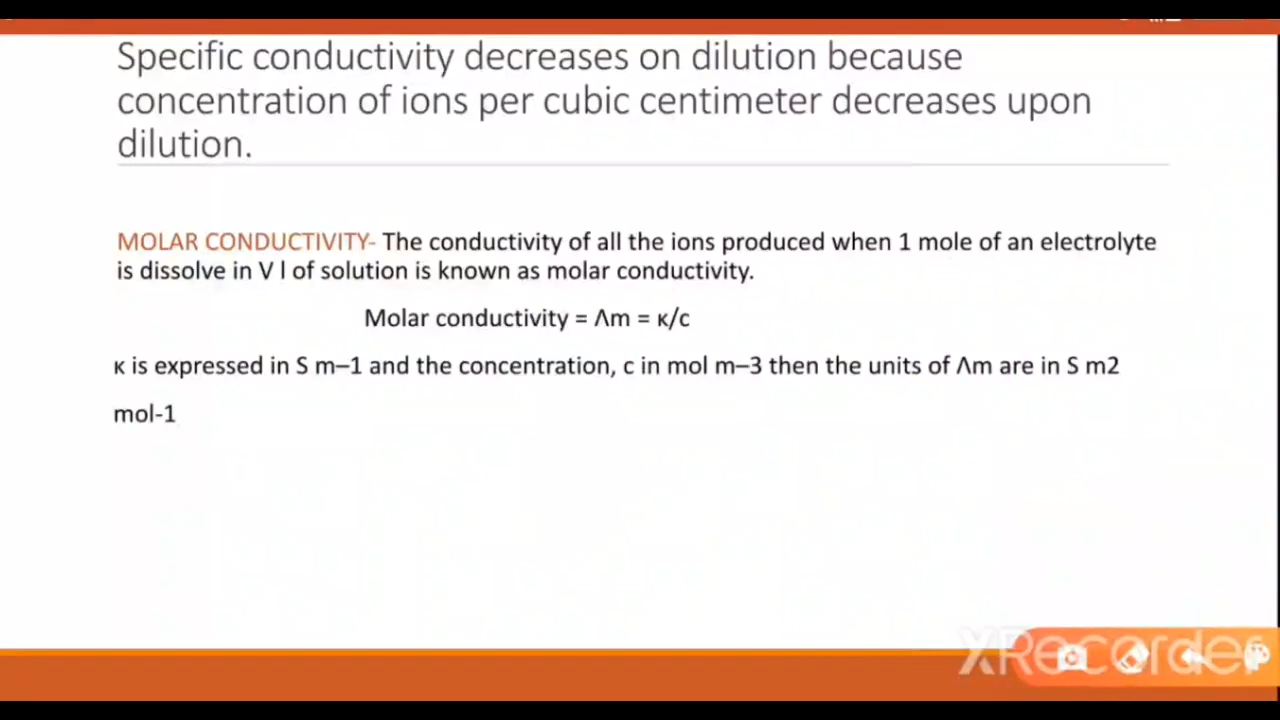 Specific conductivity decreases on dilution because
concentration of ions per cubic centimeter decreases upon
dilution.
MOLAR CONDUCTIVITY- The conductivity of all the ions produced when 1 mole of an electrolyte
is dissolve in V l of solution is known as molar conductivity.
Molar conductivity = Λm = κ/c
κ is expressed in S m–1 and the concentration, c in mol m–3 then the units of Λm are in S m2
mol-1
XRecorder